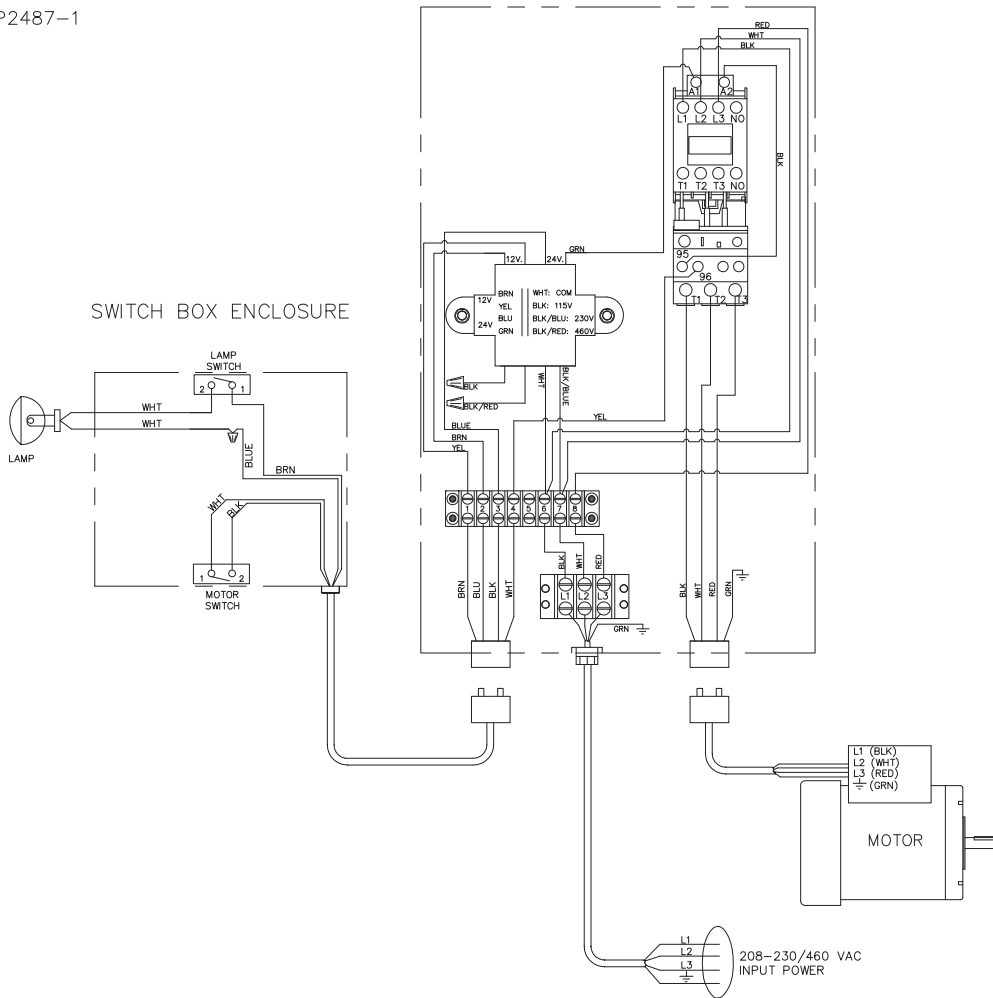 P2487-1
RED
WHT
BLK
A1 A2
L1 L2 L3 NO
BLK
T1 T2 T3 NO
95
96
T1 T2 T3
GRN
12V. 24V.
12V
24V
BRN
YEL
BLU
GRN
WHT: COM
BLK: 115V
BLK/BLU: 230V
BLK/RED: 460V
BLK
BLK/RED
WHT
BLK/BLUE
BLUE
BRN
YEL
YEL
SWITCH BOX ENCLOSURE
LAMP
SWITCH
2 1
WHT
WHT
LAMP
BLUE
BRN
WHT
BLK
1 2
MOTOR
SWITCH
1 2 3 4 5 6 7 8
BRN
BLU
BLK
WHT
BLK
WHT
RED
L1 L2 L3
GRN
BLK
WHT
RED
GRN
L1 (BLK)
L2 (WHT)
L3 (RED)
(GRN)
MOTOR
L1
L2
L3
208-230/460 VAC
INPUT POWER